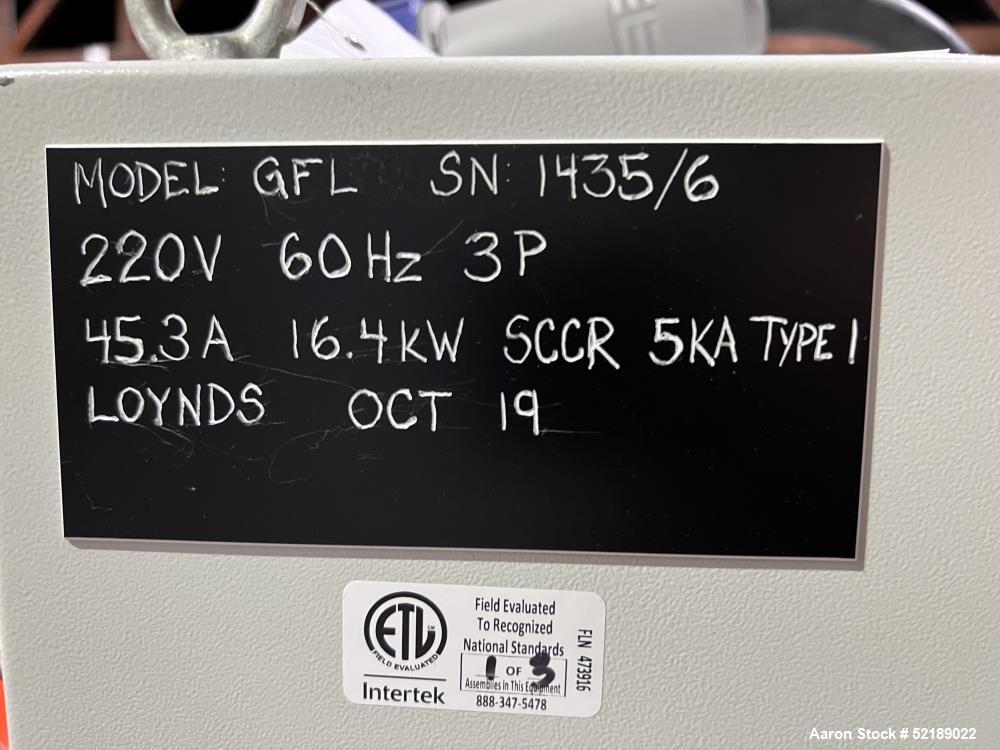 MODEL: GFL SN: 1435/6
220V 60Hz 3P
45.3A 16.4kW SCCR 5KA TYPE 1
LOYNDS OCT 19
ETL
CM
FIELD EVALUATED
Intertek
Field Evaluated
To Recognized
National Standards
1 OF 3
Assemblies In This Equipment
888-347-5478
FLN 473916
Aaron Stock # 52189022